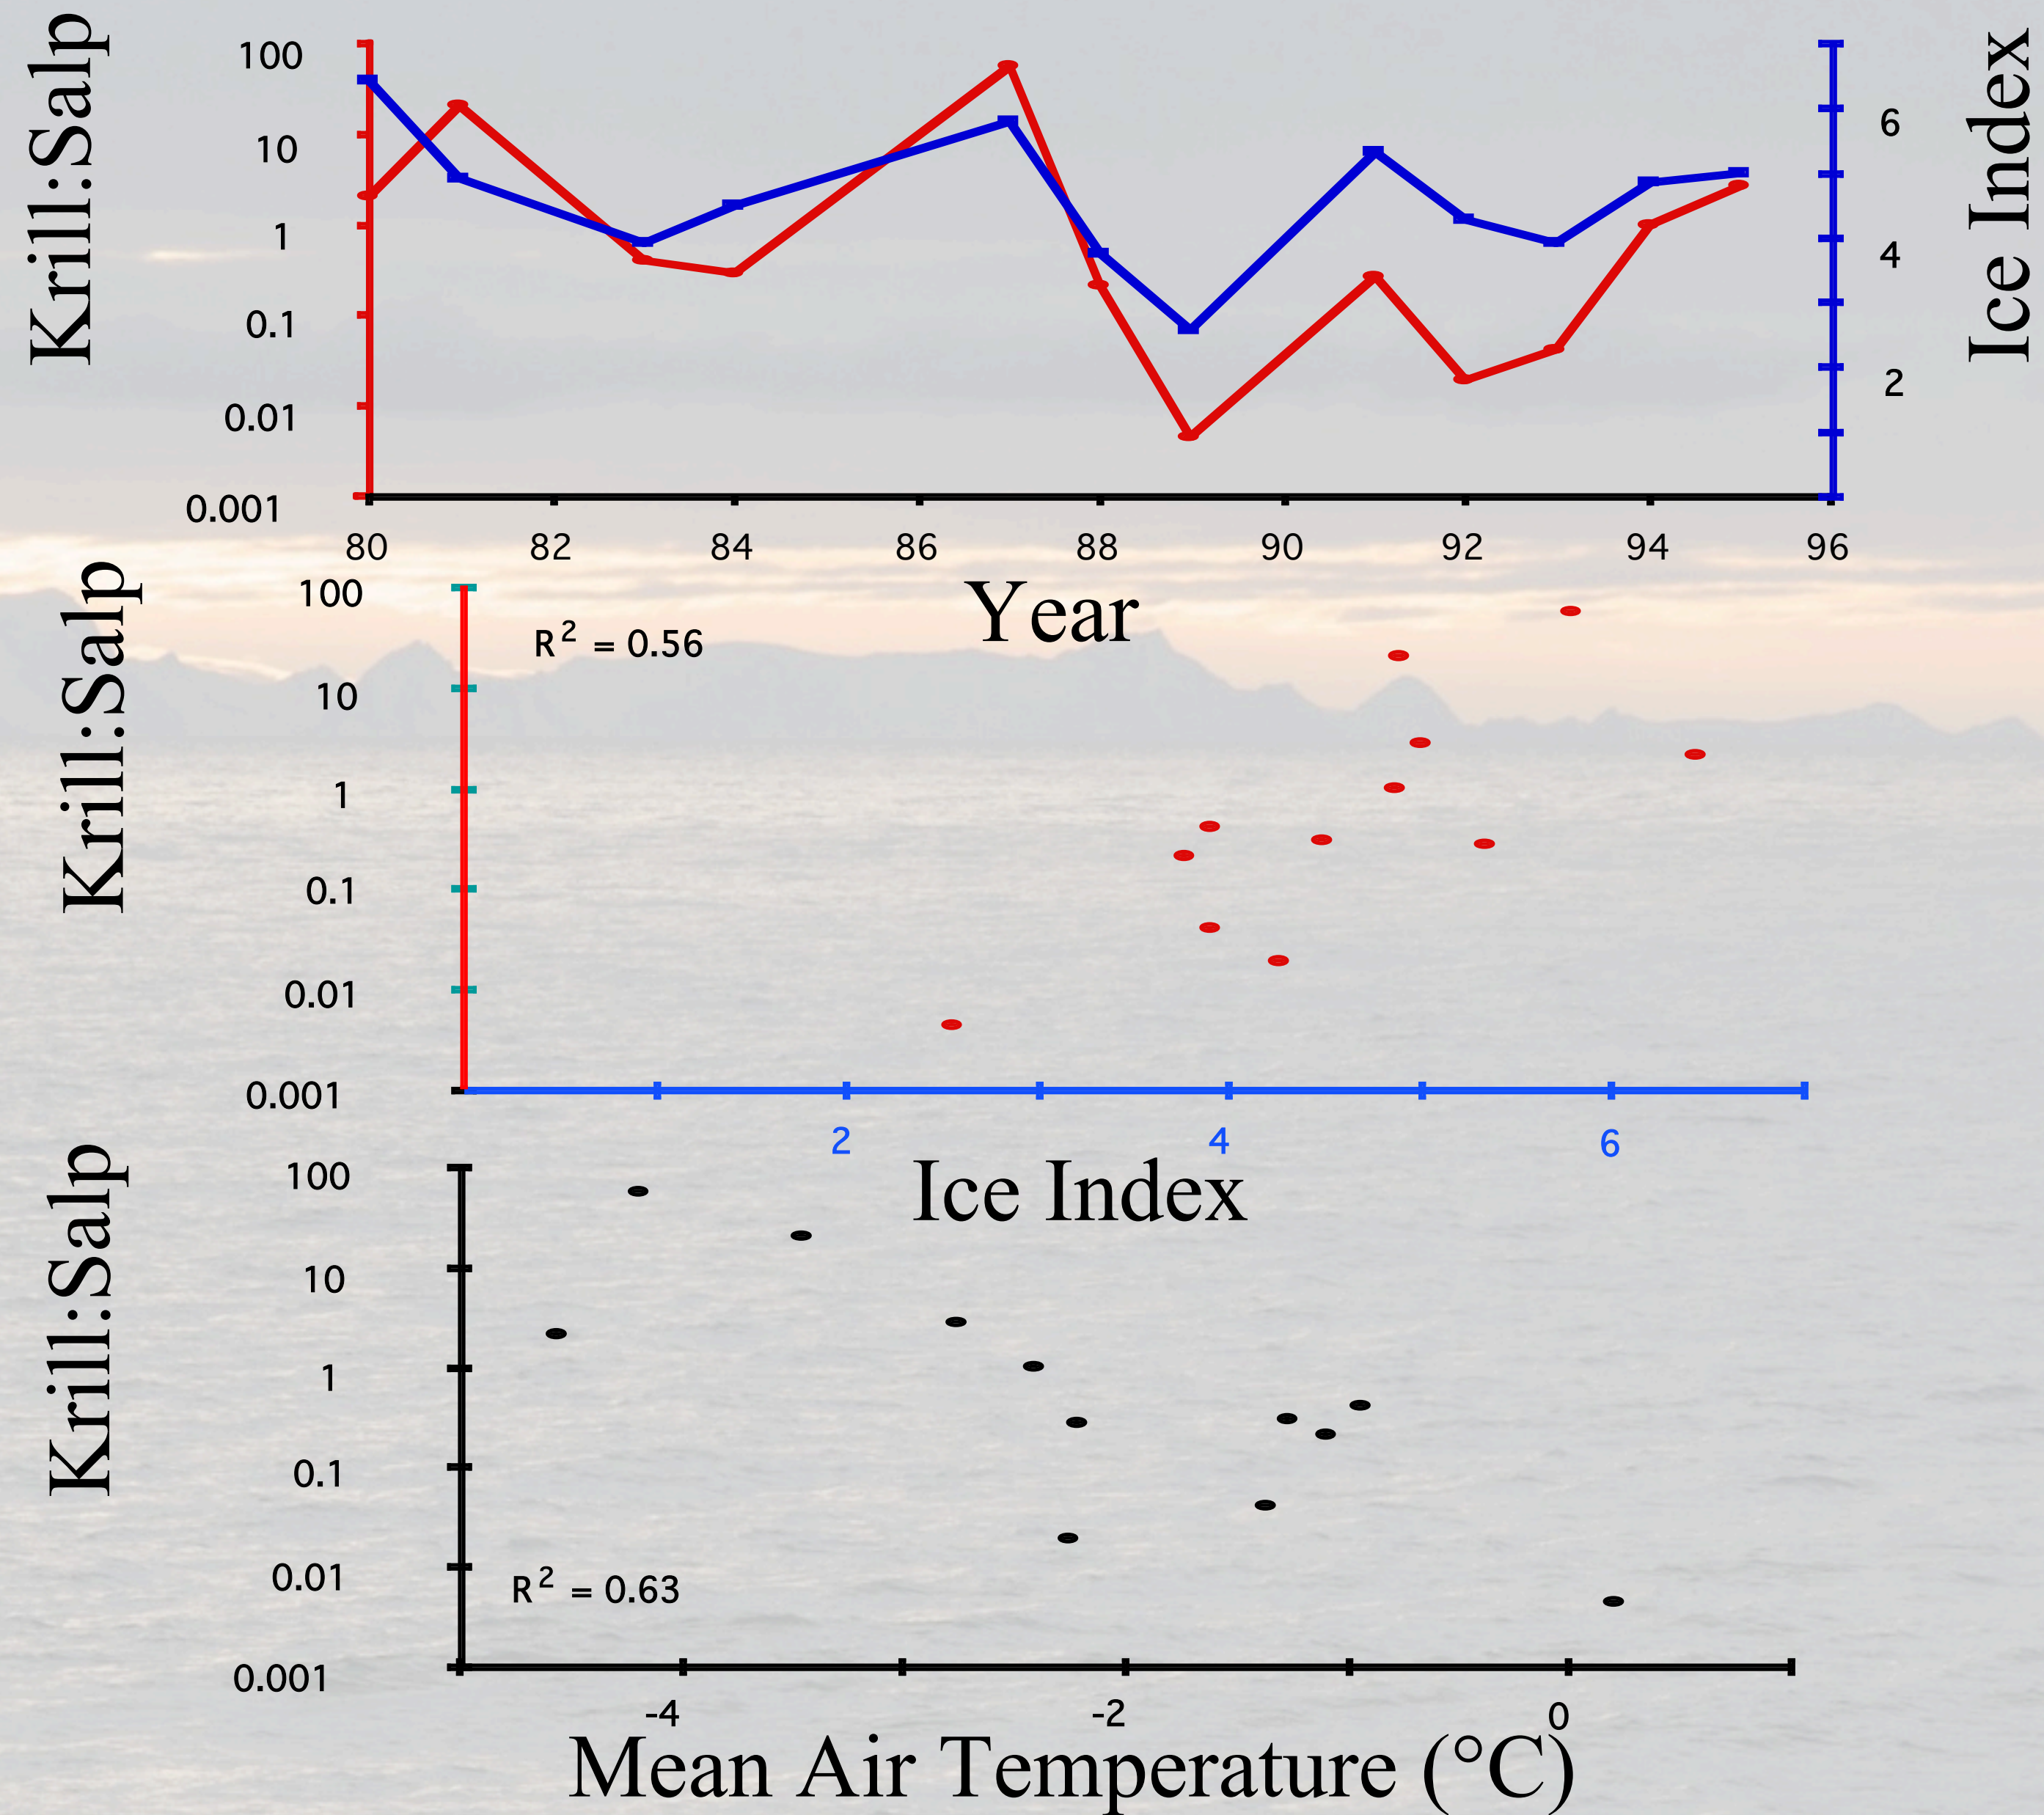 Krill:Salp
100
10
1
0.1
0.01
0.001
Ice Index
6
4
2
80 82 84 86 88 90 92 94 96
Year
Krill:Salp
100
10
1
0.1
0.01
0.001
R² = 0.56
2 4 6
Ice Index
Krill:Salp
100
10
1
0.1
0.01
0.001
R² = 0.63
-4 -2 0
Mean Air Temperature (°C)